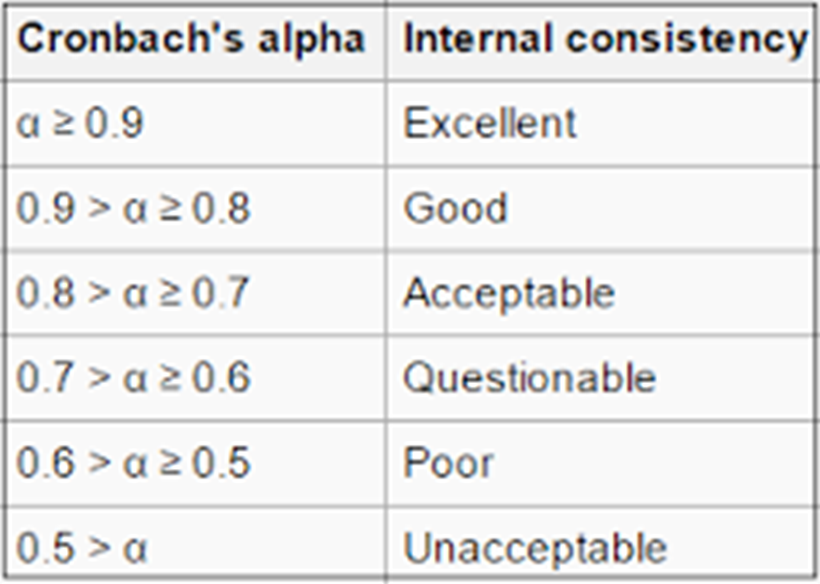 Cronbach's alpha Internal consistency
α ≥ 0.9 Excellent
0.9 > α ≥ 0.8 Good
0.8 > α ≥ 0.7 Acceptable
0.7 > α ≥ 0.6 Questionable
0.6 > α ≥ 0.5 Poor
0.5 > α Unacceptable